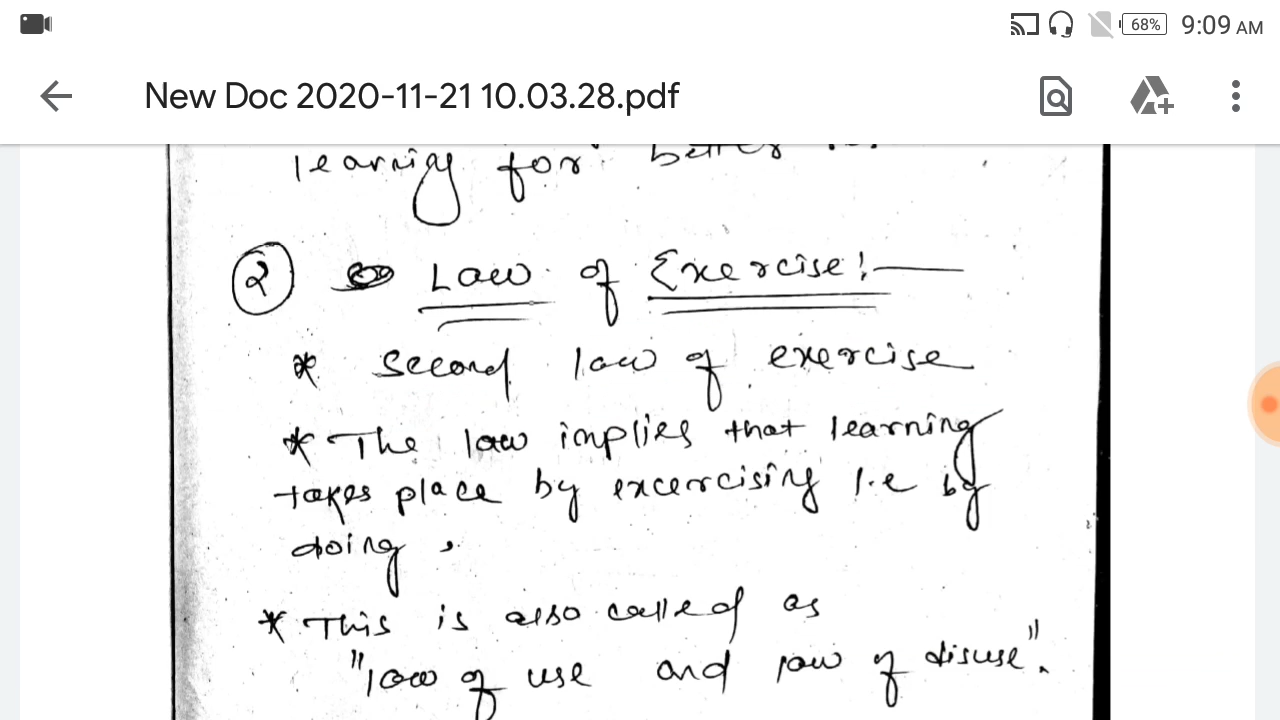 68% 9:09 AM
New Doc 2020-11-21 10.03.28.pdf
learnig for better
② Law of Exercise:—
* Second law of exercise
* The law implies that learning
takes place by excercising i.e by
doing.
* This is also called as
"law of use and law of disuse".